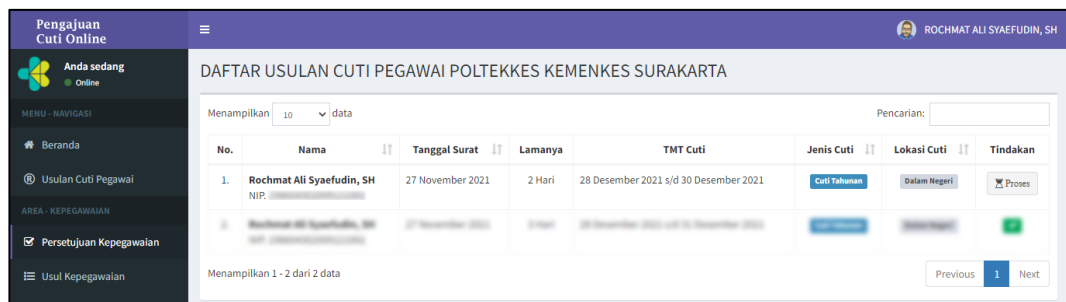 Pengajuan
Cuti Online
ROCHMAT ALI SYAEFUDIN, SH
Anda sedang
Online
DAFTAR USULAN CUTI PEGAWAI POLTEKKES KEMENKES SURAKARTA
MENU - NAVIGASI
Beranda
Usulan Cuti Pegawai
AREA - KEPEGAWAIAN
Persetujuan Kepegawaian
Usul Kepegawaian
Menampilkan 10 data
Pencarian:
No. Nama Tanggal Surat Lamanya TMT Cuti Jenis Cuti Lokasi Cuti Tindakan
1. Rochmat Ali Syaefudin, SH 27 November 2021 2 Hari 28 Desember 2021 s/d 30 Desember 2021 Cuti Tahunan Dalam Negeri Proses
NIP.
Menampilkan 1 - 2 dari 2 data
Previous 1 Next